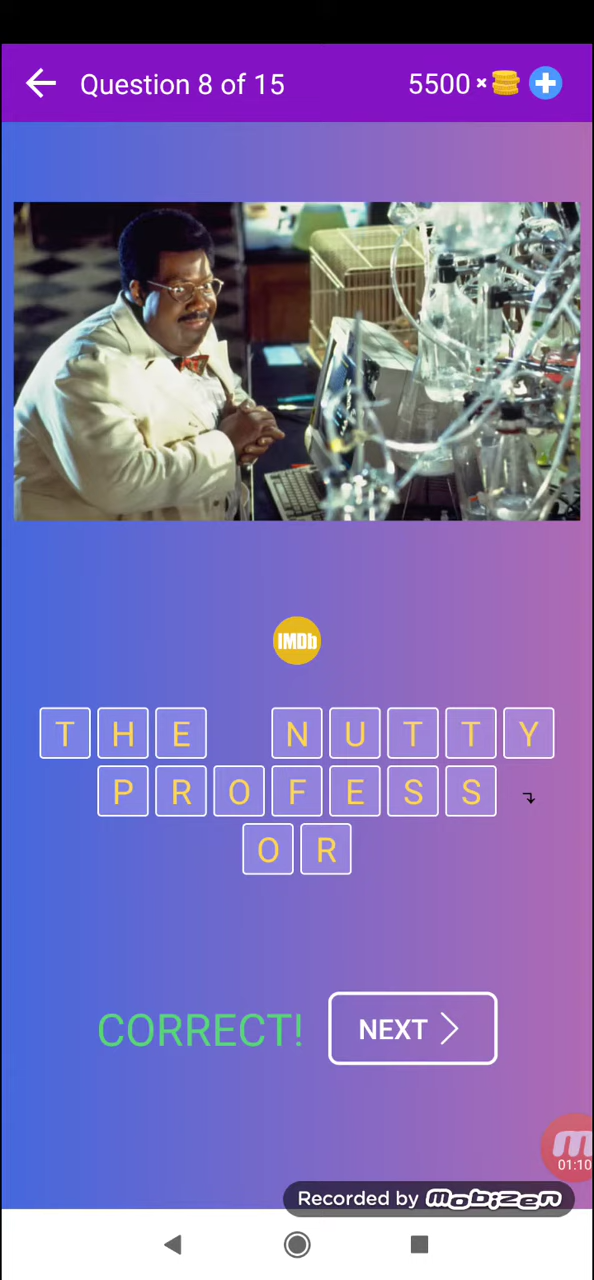 Question 8 of 15
5500 ×
IMDb
THE NUTTY
PROFESS
OR
CORRECT!
NEXT
01:10
Recorded by mobizen